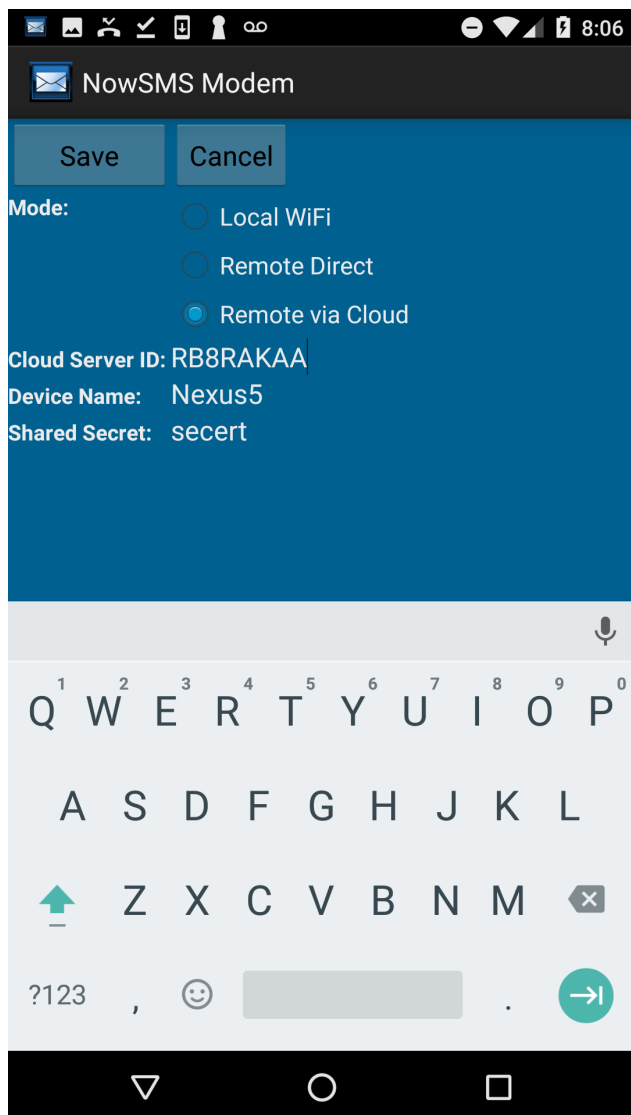 8:06
NowSMS Modem
Save Cancel
Mode: Local WiFi
Remote Direct
Remote via Cloud
Cloud Server ID: RB8RAKAA
Device Name: Nexus5
Shared Secret: secert
1 2 3 4 5 6 7 8 9 0
Q W E R T Y U I O P
A S D F G H J K L
Z X C V B N M
?123 , .